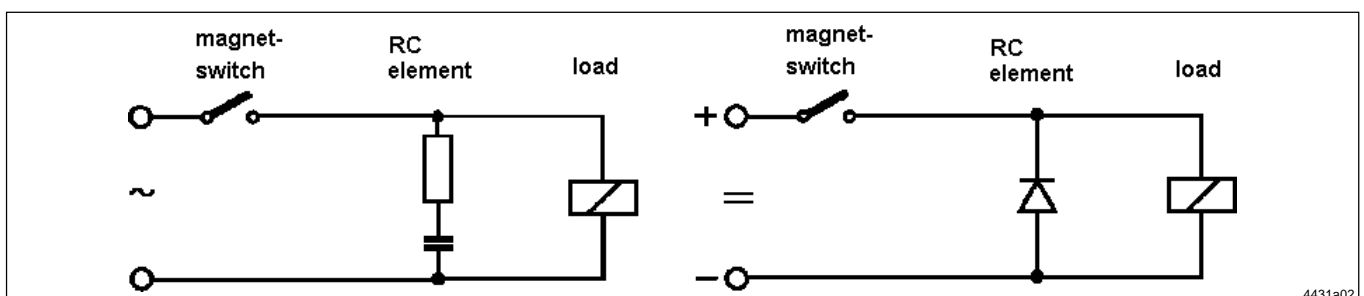 magnet-
switch
RC
element
load
~
magnet-
switch
RC
element
load
+
=
−
4431a02